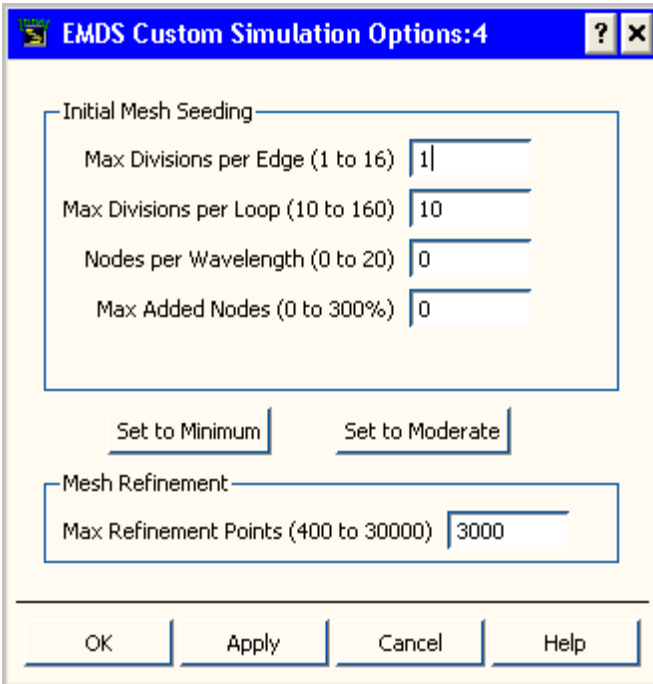 EMDS Custom Simulation Options:4
Initial Mesh Seeding
Max Divisions per Edge (1 to 16) 1
Max Divisions per Loop (10 to 160) 10
Nodes per Wavelength (0 to 20) 0
Max Added Nodes (0 to 300%) 0
Set to Minimum Set to Moderate
Mesh Refinement
Max Refinement Points (400 to 30000) 3000
OK Apply Cancel Help